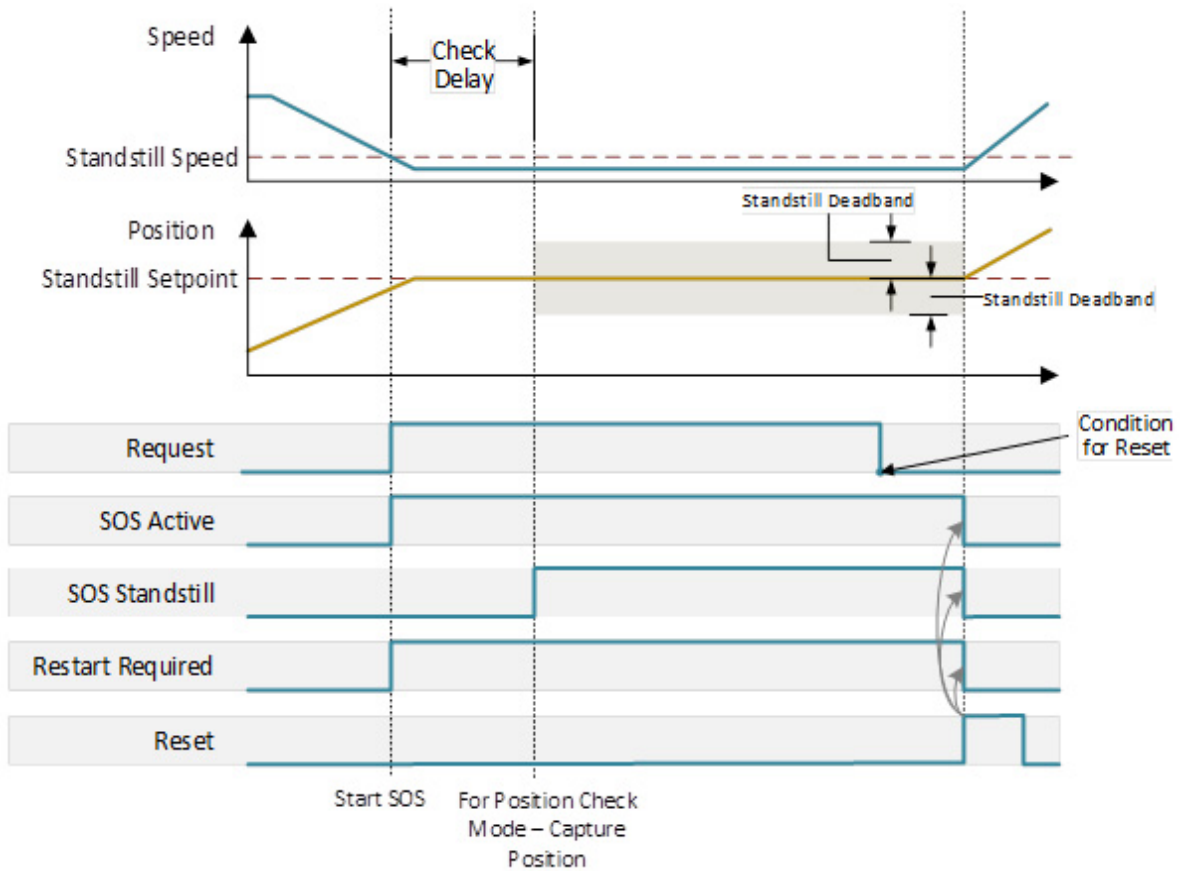 Speed
Check
Delay
Standstill Speed
Standstill Deadband
Position
Standstill Setpoint
Standstill Deadband
Condition
for Reset
Request
SOS Active
SOS Standstill
Restart Required
Reset
Start SOS
For Position Check
Mode – Capture
Position